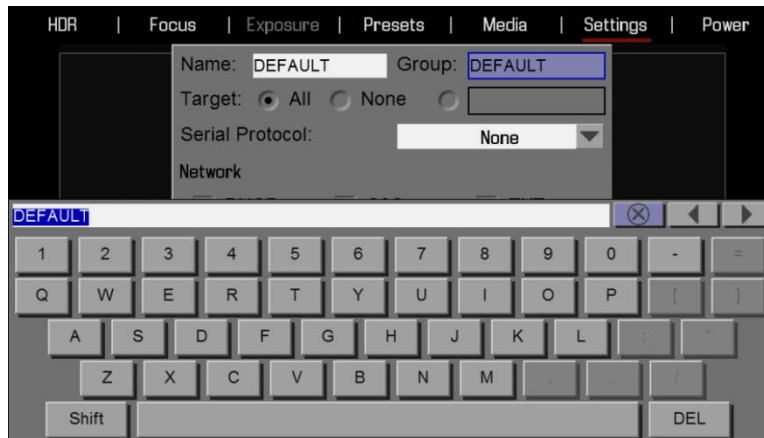 HDR | Focus | Exposure | Presets | Media | Settings | Power
Name: DEFAULT Group: DEFAULT
Target: All None
Serial Protocol: None
Network
DEFAULT
1 2 3 4 5 6 7 8 9 0 - =
Q W E R T Y U I O P [ ]
A S D F G H J K L ; `
Z X C V B N M , . /
Shift DEL